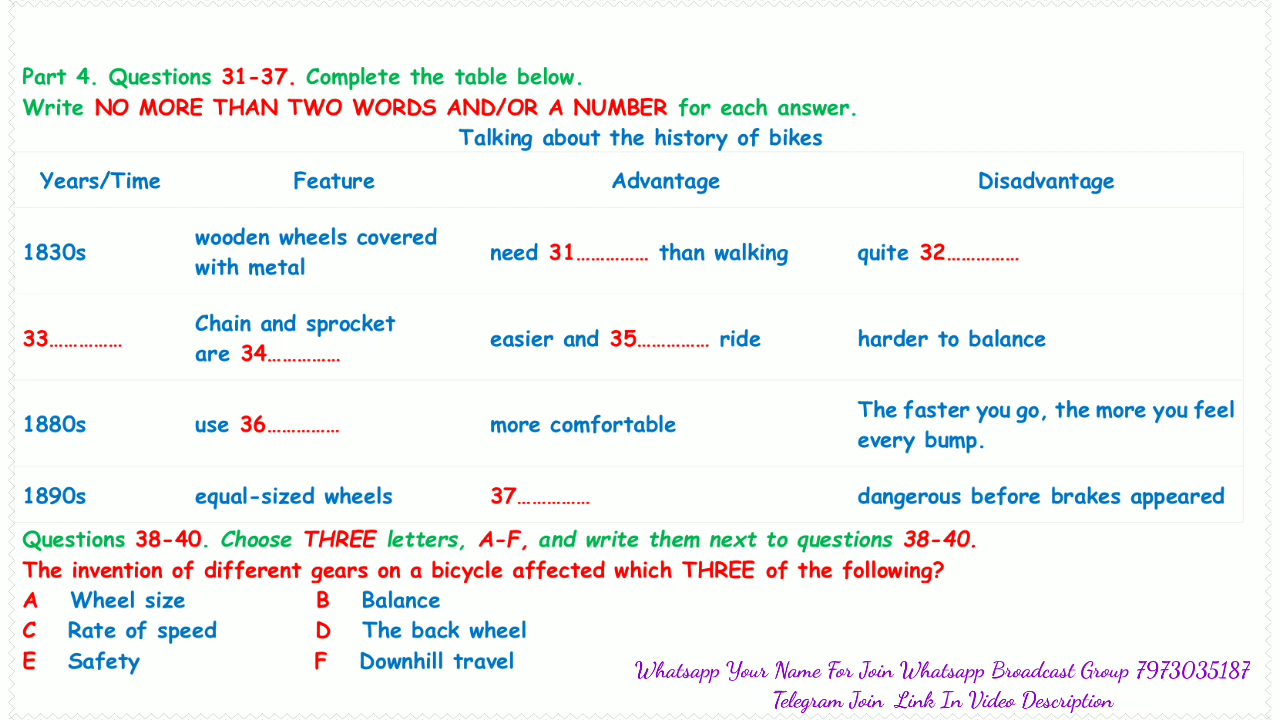 Part 4. Questions 31-37. Complete the table below.
Write NO MORE THAN TWO WORDS AND/OR A NUMBER for each answer.
Talking about the history of bikes
Years/Time Feature Advantage Disadvantage
1830s wooden wheels covered with metal need 31............... than walking quite 32...............
33............... Chain and sprocket are 34............... easier and 35............... ride harder to balance
1880s use 36............... more comfortable The faster you go, the more you feel every bump.
1890s equal-sized wheels 37............... dangerous before brakes appeared
Questions 38-40. Choose THREE letters, A-F, and write them next to questions 38-40.
The invention of different gears on a bicycle affected which THREE of the following?
A Wheel size B Balance
C Rate of speed D The back wheel
E Safety F Downhill travel
Whatsapp Your Name For Join Whatsapp Broadcast Group 7973035187
Telegram Join Link In Video Description